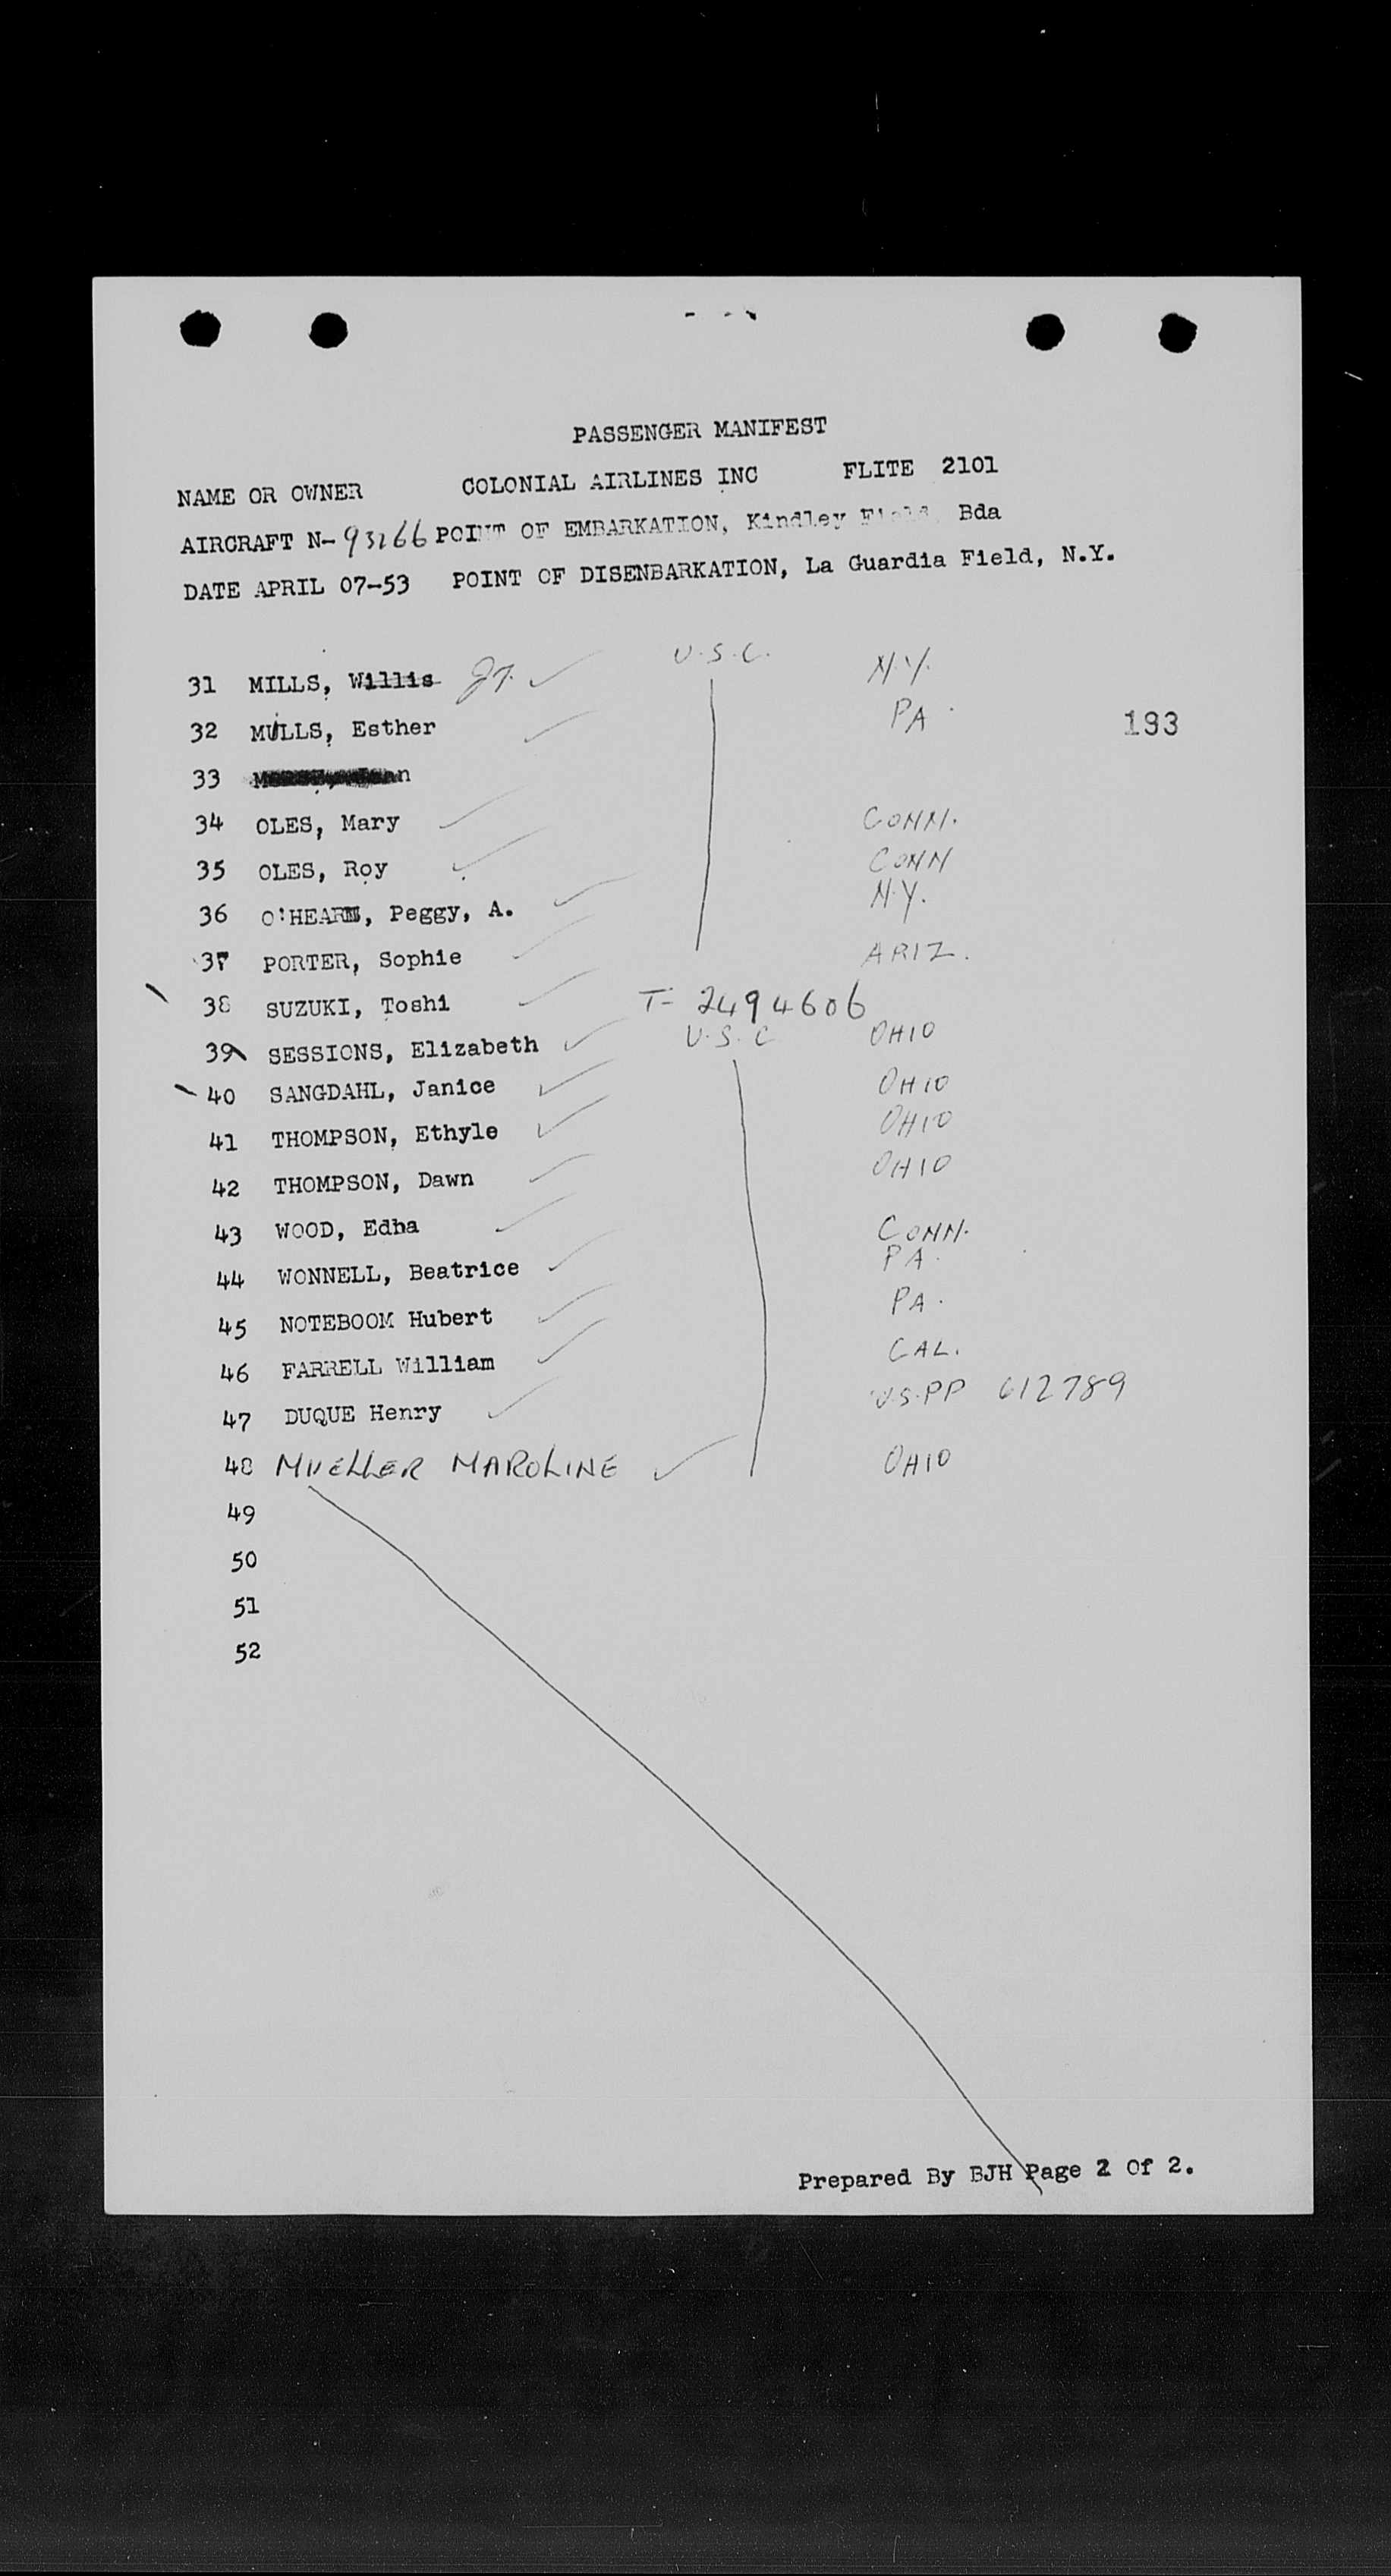 PASSENGER MANIFEST
NAME OR OWNER COLONIAL AIRLINES INC FLITE 2101
AIRCRAFT N-93266 POINT OF EMBARKATION, Kindley Field, Bda
DATE APRIL 07-53 POINT OF DISENBARKATION, La Guardia Field, N.Y.
31 MILLS, Willis Jr. ✓ U.S.C. N.Y.
32 MILLS, Esther ✓ PA. 193
33
34 OLES, Mary ✓ CONN.
35 OLES, Roy ✓ CONN
36 O'HEARN, Peggy, A. ✓ N.Y.
37 PORTER, Sophie ✓ ARIZ.
38 SUZUKI, Toshi ✓ T- 2494606
39 SESSIONS, Elizabeth ✓ U.S.C OHIO
40 SANGDAHL, Janice ✓ OHIO
41 THOMPSON, Ethyle ✓ OHIO
42 THOMPSON, Dawn ✓ OHIO
43 WOOD, Edha ✓ CONN.
44 WONNELL, Beatrice ✓ PA.
45 NOTEBOOM Hubert ✓ PA.
46 FARRELL William ✓ CAL.
47 DUQUE Henry ✓ U.S.PP 612789
48 MUELLER MAROLINE ✓ OHIO
49
50
51
52
Prepared By BJH Page 2 Of 2.